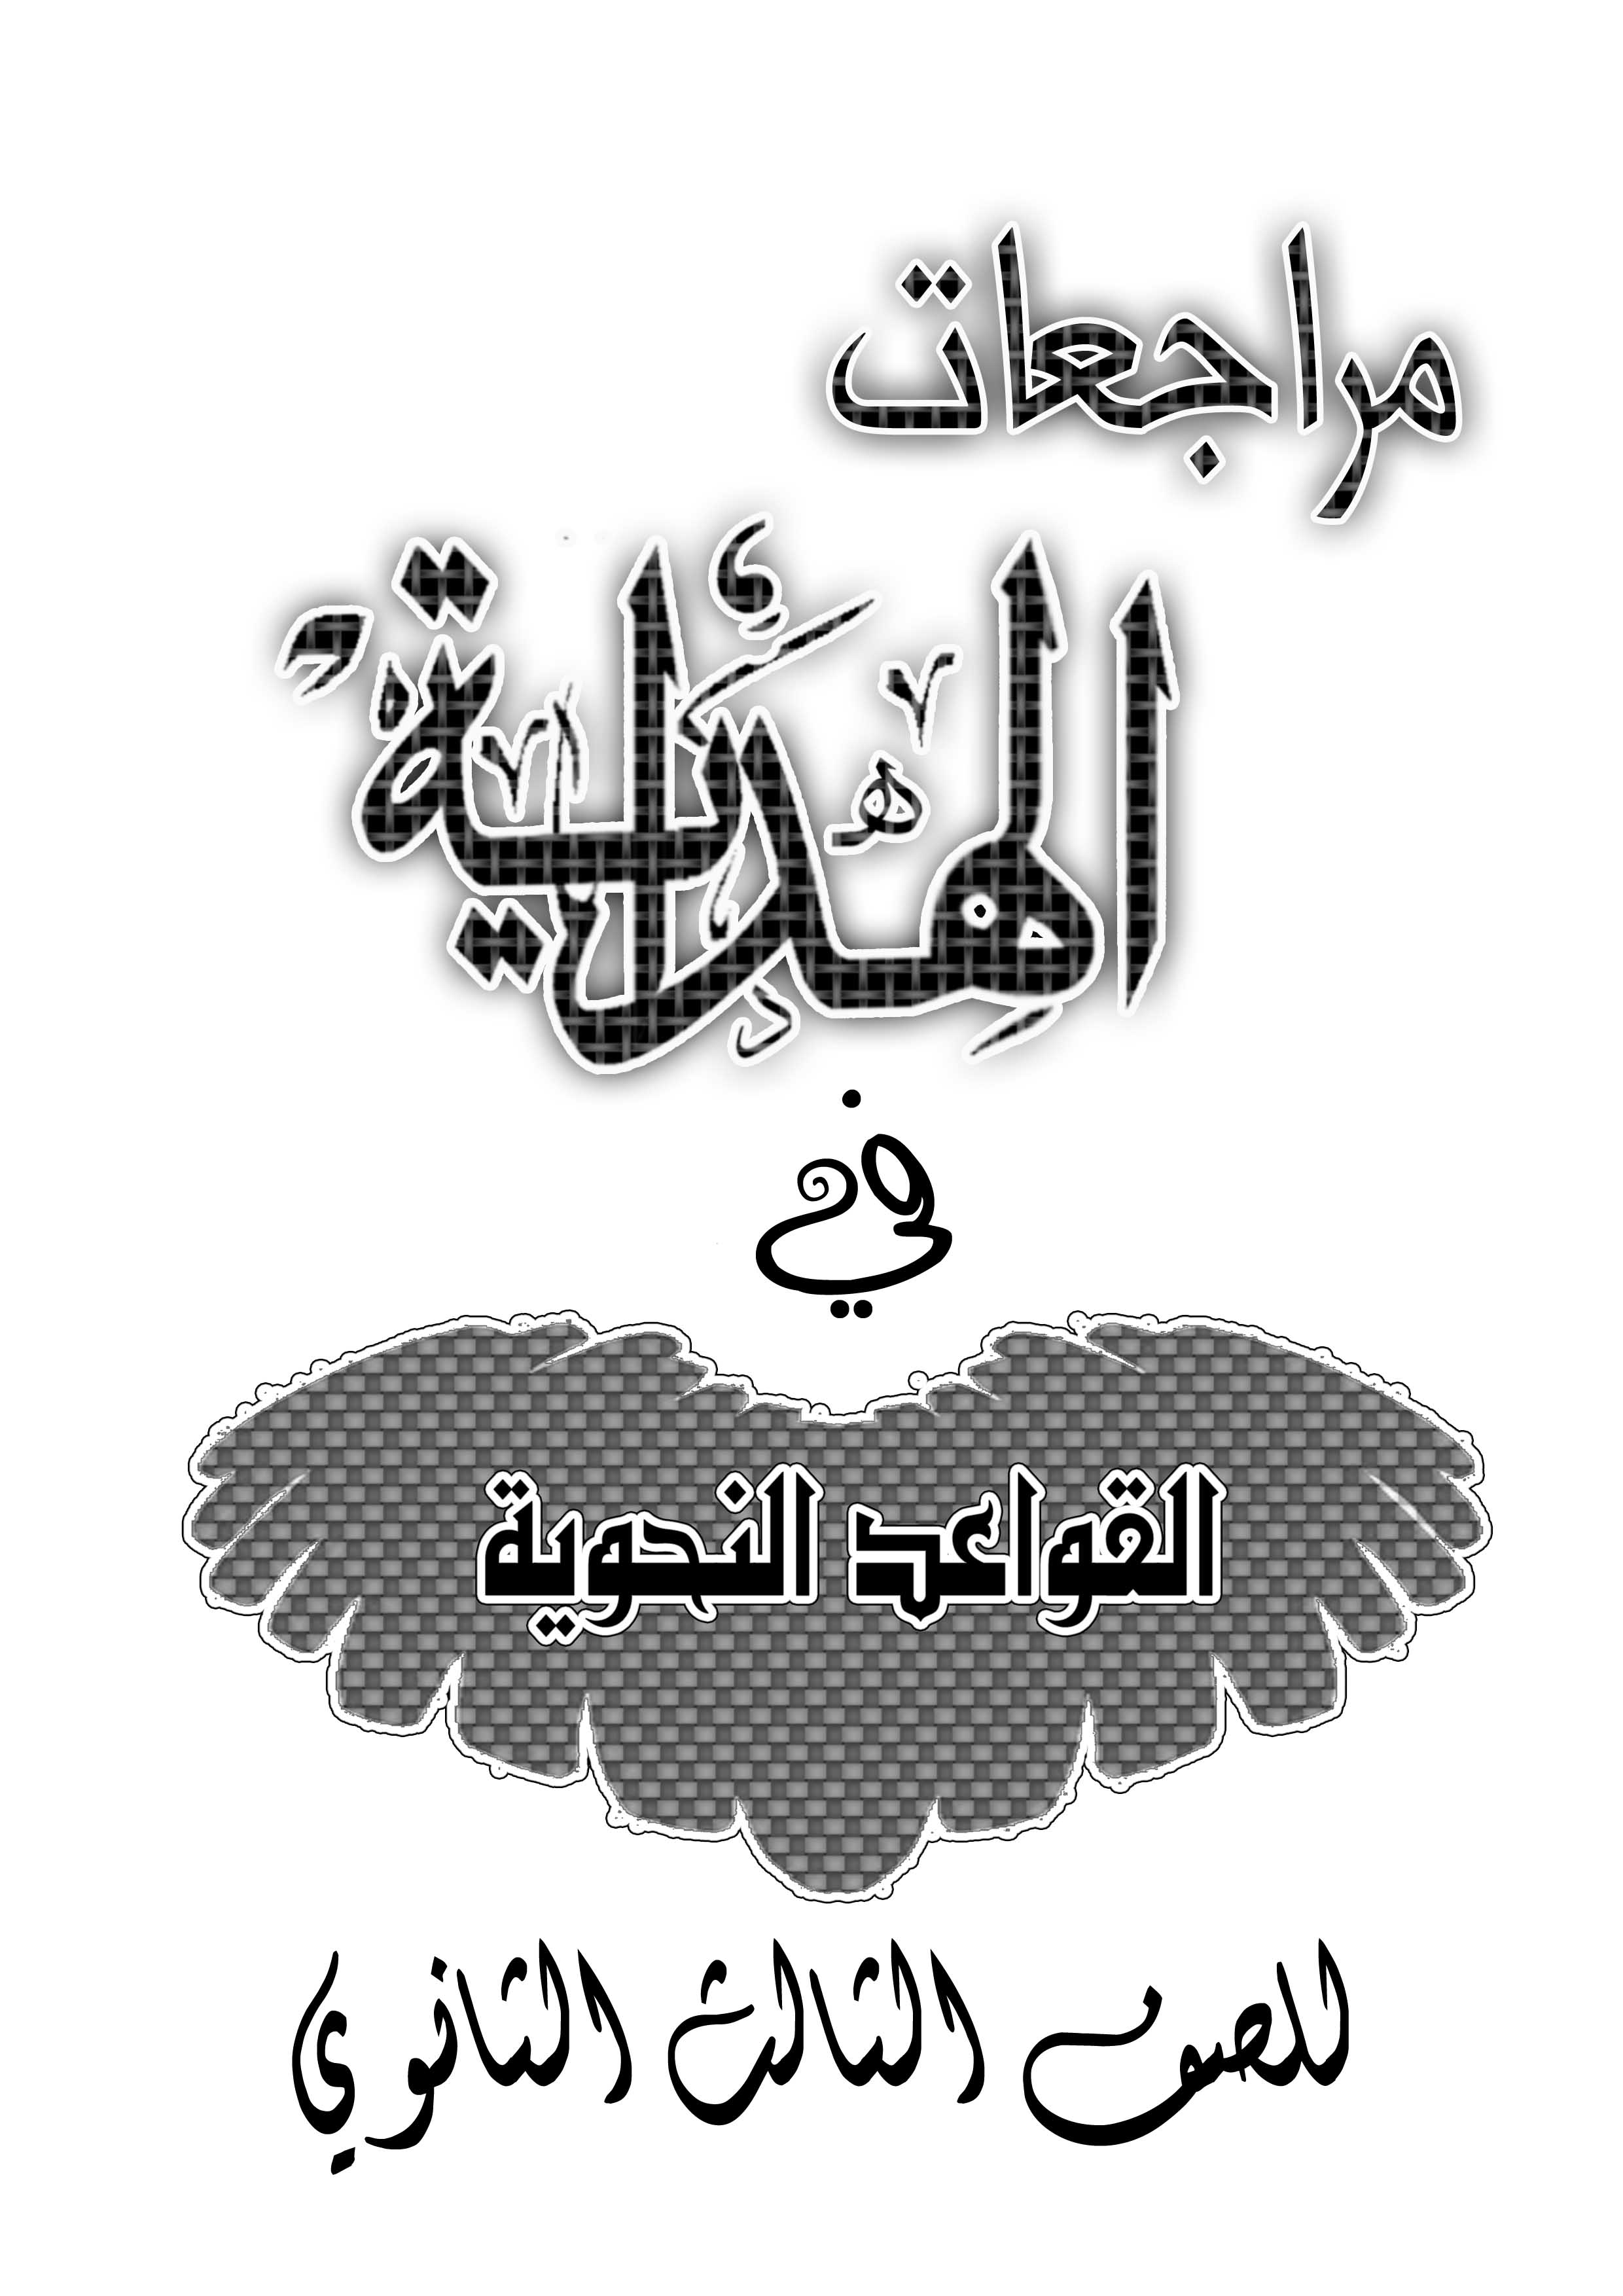 مراجعات
الهداية
في
القواعد النحوية
للصف الثالث الثانوي